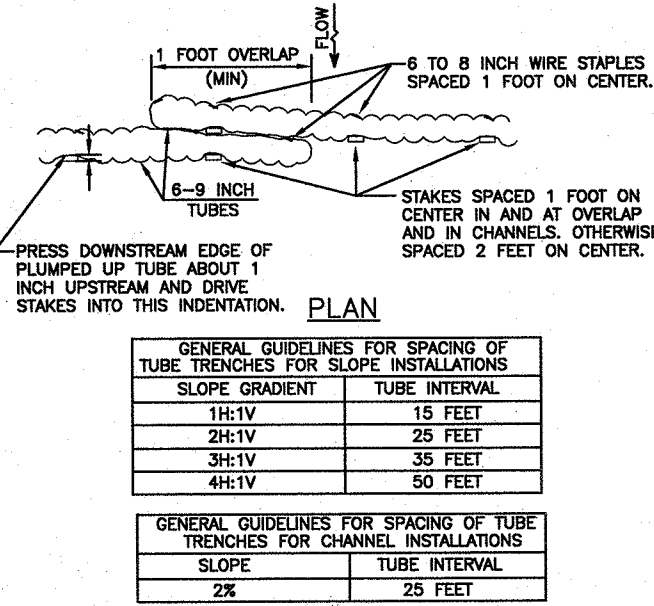 FLOW
1 FOOT OVERLAP
(MIN)
6 TO 8 INCH WIRE STAPLES
SPACED 1 FOOT ON CENTER.
6-9 INCH
TUBES
STAKES SPACED 1 FOOT ON
CENTER IN AND AT OVERLAP
AND IN CHANNELS. OTHERWISE
SPACED 2 FEET ON CENTER.
PRESS DOWNSTREAM EDGE OF
PLUMPED UP TUBE ABOUT 1
INCH UPSTREAM AND DRIVE
STAKES INTO THIS INDENTATION.
PLAN
GENERAL GUIDELINES FOR SPACING OF
TUBE TRENCHES FOR SLOPE INSTALLATIONS
SLOPE GRADIENT TUBE INTERVAL
1H:1V 15 FEET
2H:1V 25 FEET
3H:1V 35 FEET
4H:1V 50 FEET
GENERAL GUIDELINES FOR SPACING OF TUBE
TRENCHES FOR CHANNEL INSTALLATIONS
SLOPE TUBE INTERVAL
2% 25 FEET